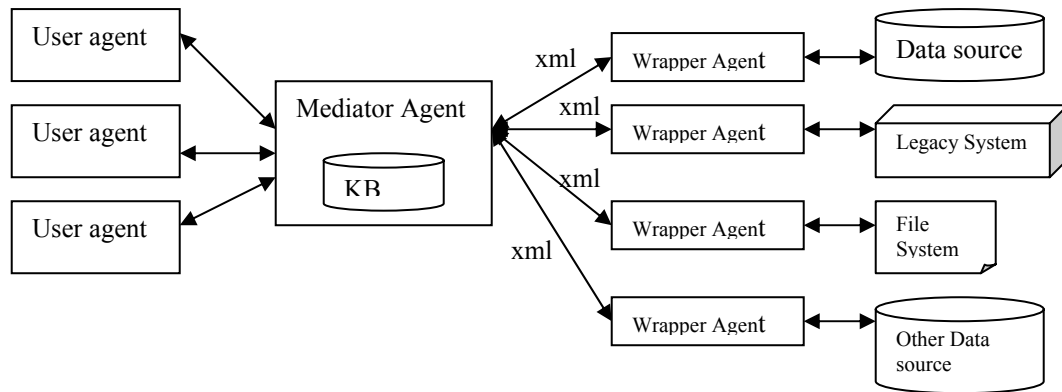 User agent
User agent
User agent
Mediator Agent
KB
xml
xml
xml
xml
Wrapper Agent
Wrapper Agent
Wrapper Agent
Wrapper Agent
Data source
Legacy System
File
System
Other Data
source